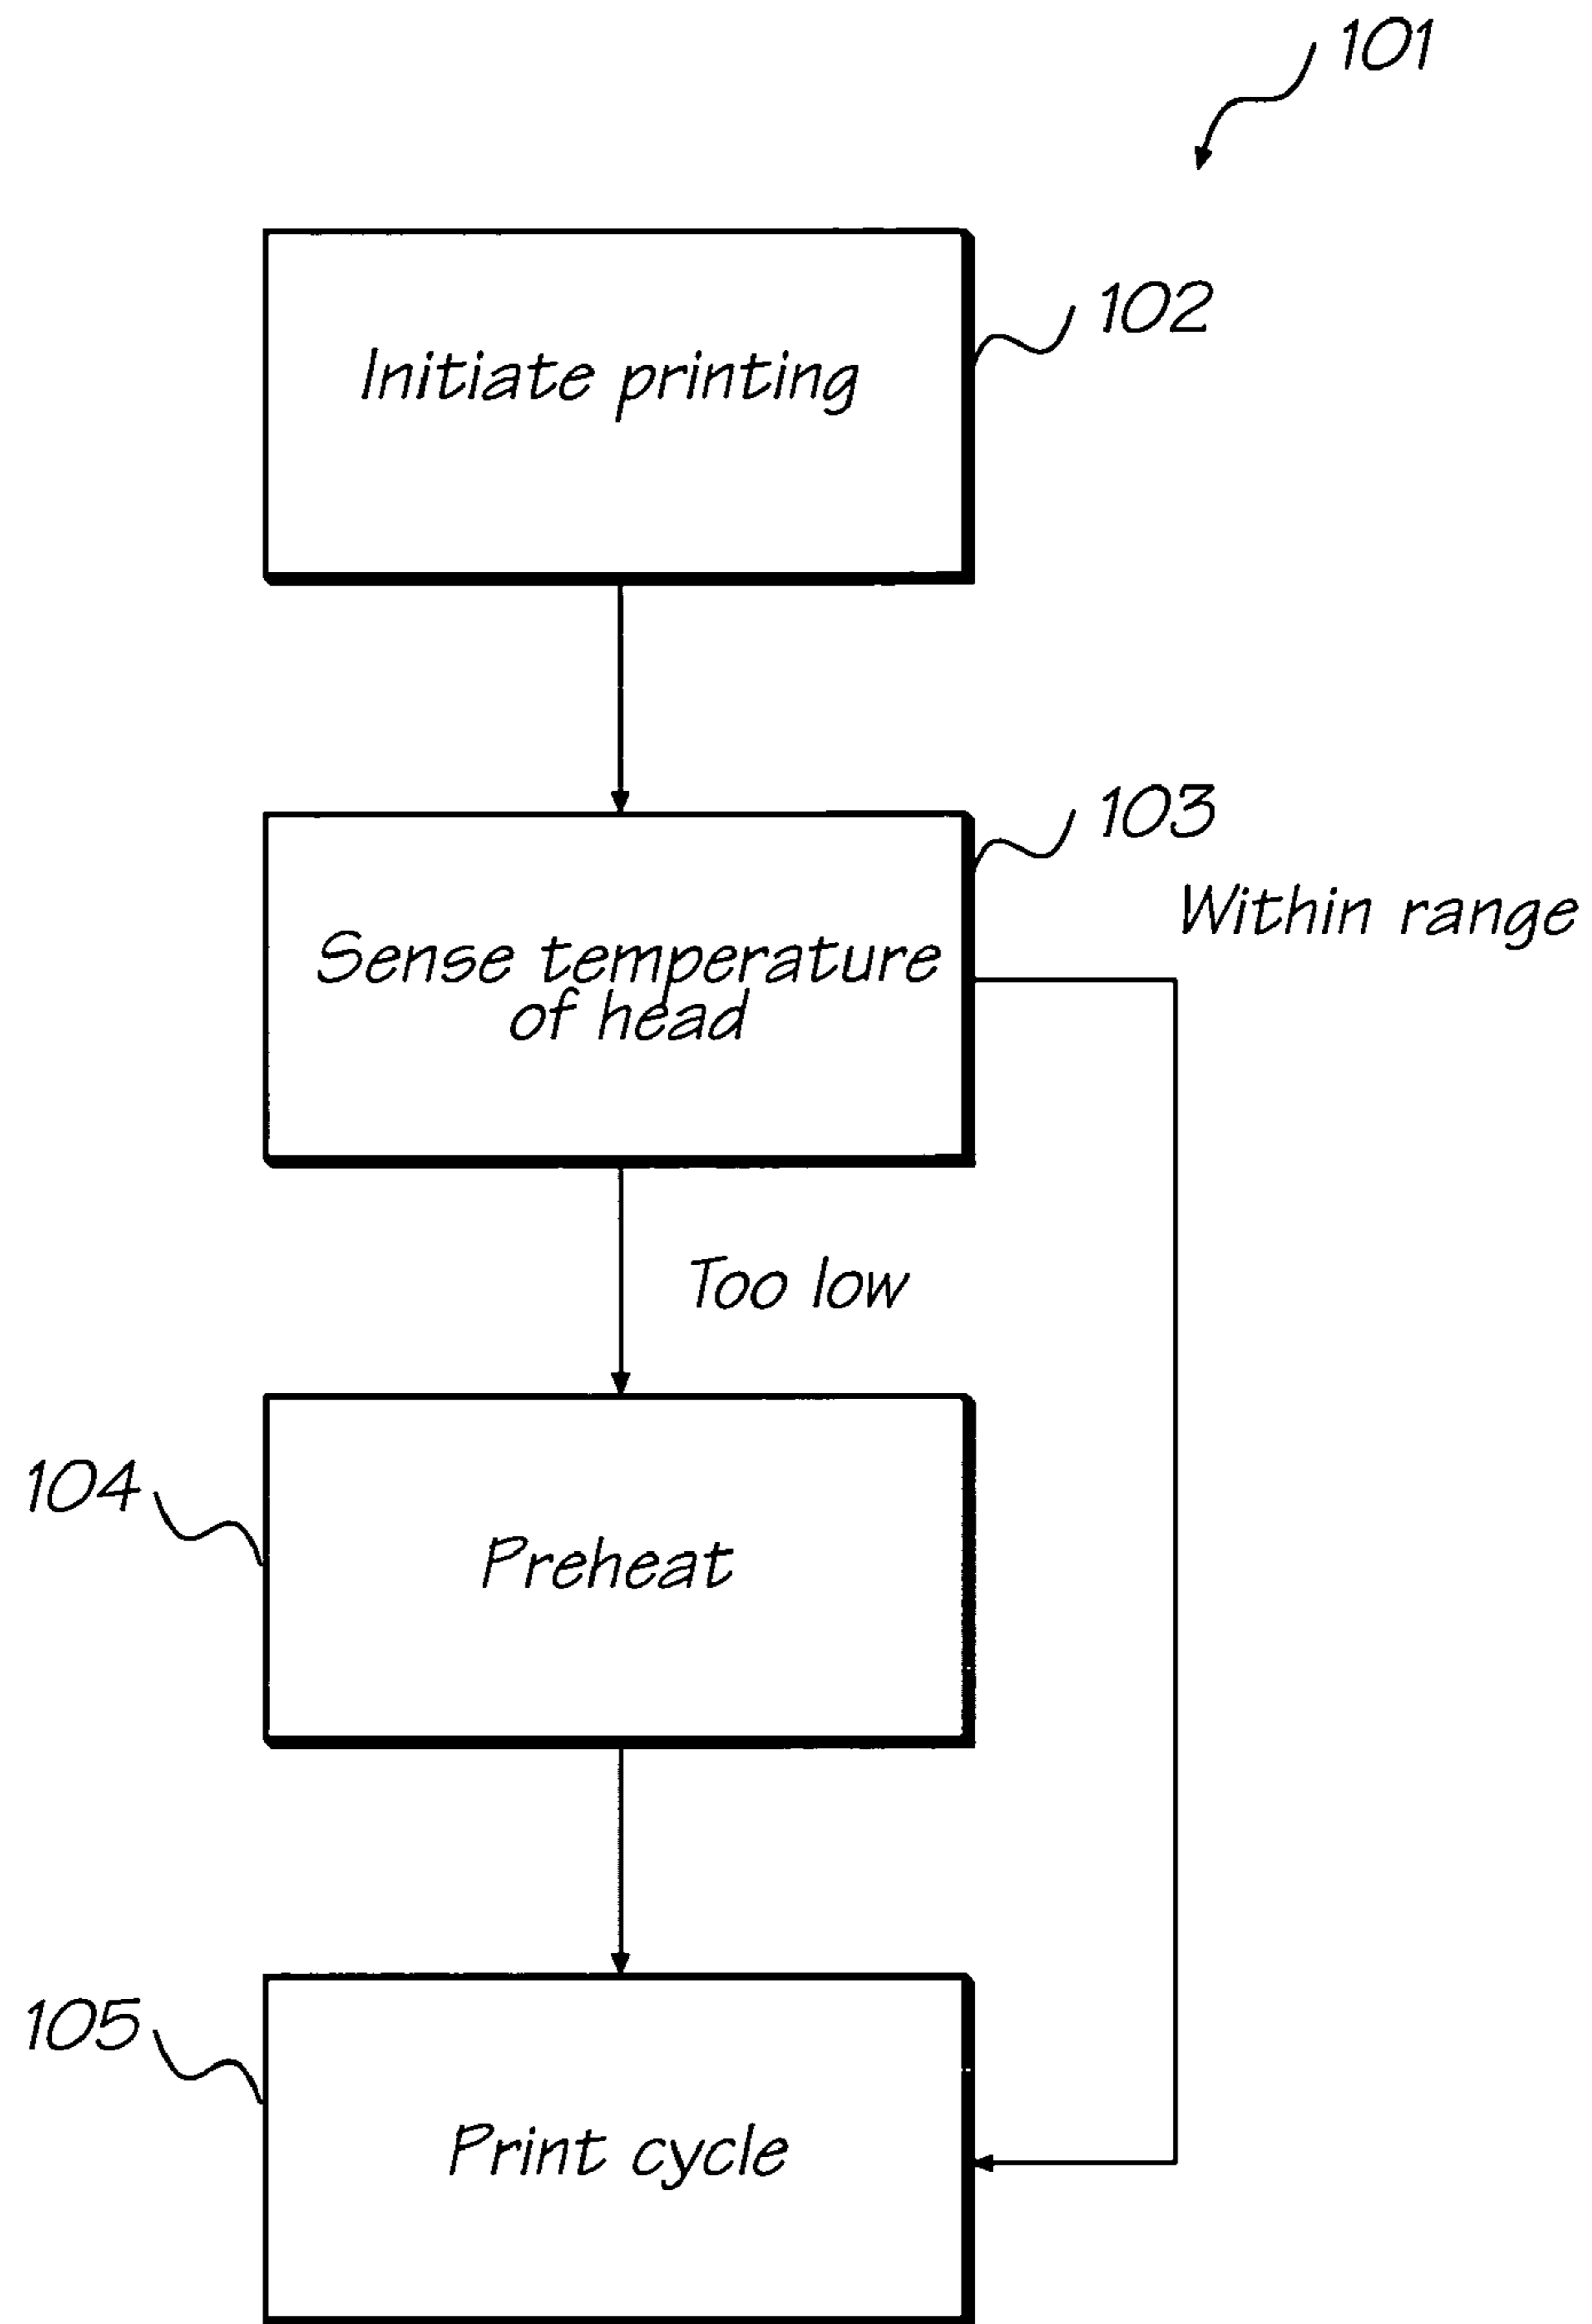 101
Initiate printing
102
103
Within range
Sense temperature
of head
Too low
104
Preheat
105
Print cycle